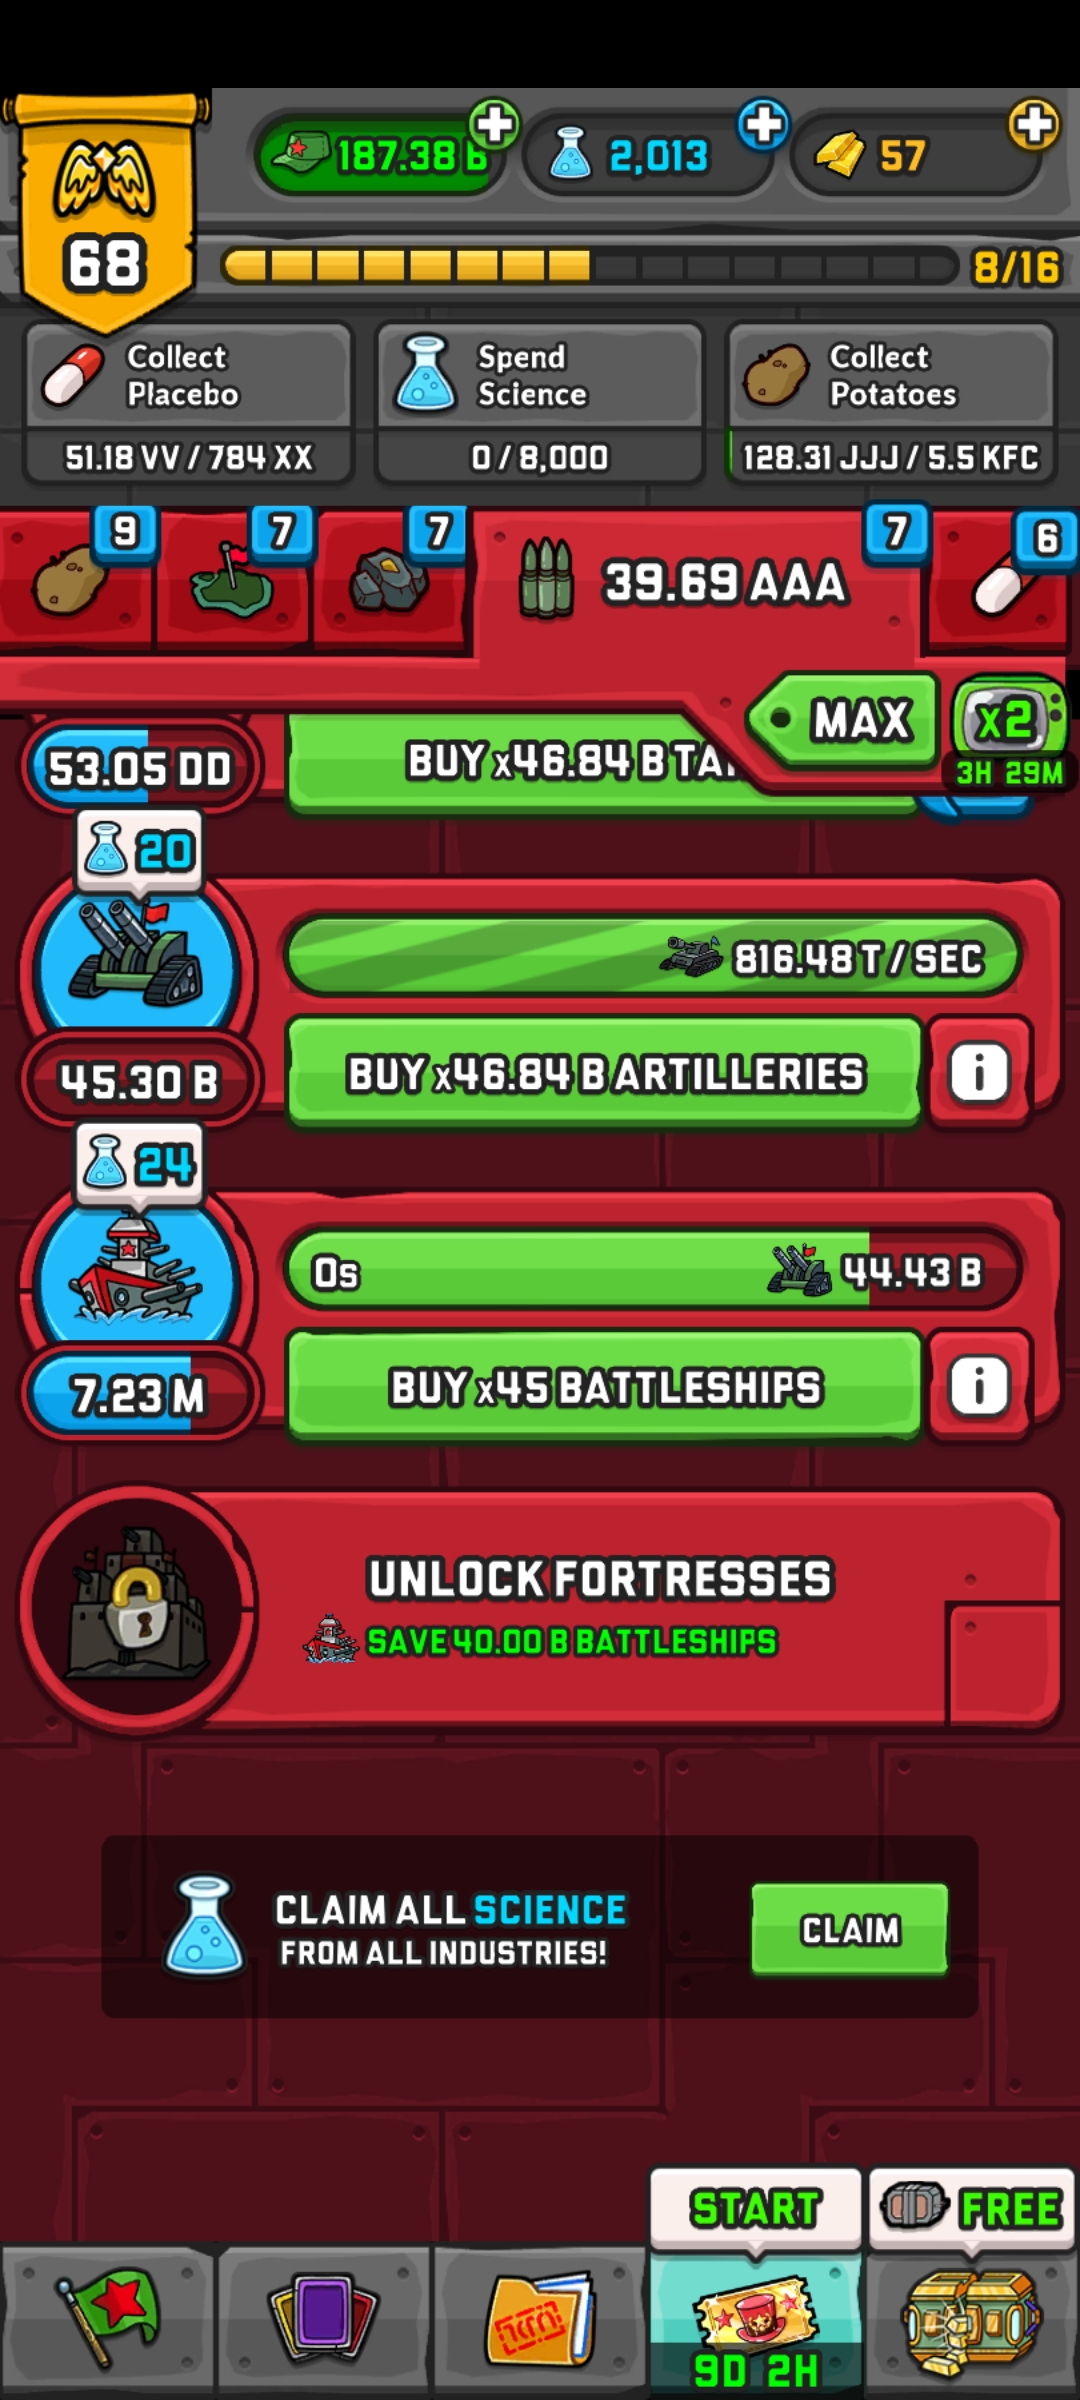 187.38 B
2,013
57
68
8/16
Collect
Placebo
51.18 VV / 784 XX
Spend
Science
0 / 8,000
Collect
Potatoes
128.31 JJJ / 5.5 KFC
9
7
7
39.69 AAA
7
6
MAX
x2
3H 29M
53.05 DD
BUY x46.84 B
20
816.48 T / SEC
BUY x46.84 B ARTILLERIES
i
45.30 B
24
0s
44.43 B
BUY x45 BATTLESHIPS
i
7.23 M
UNLOCK FORTRESSES
SAVE 40.00 B BATTLESHIPS
CLAIM ALL SCIENCE
FROM ALL INDUSTRIES!
CLAIM
START
FREE
9D 2H